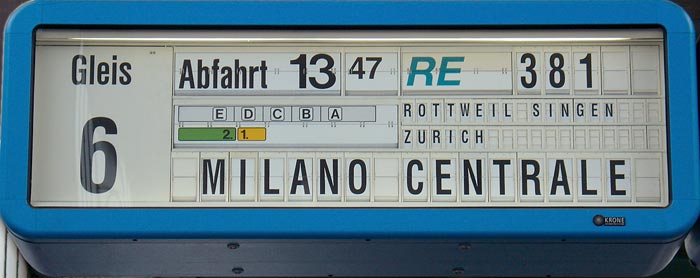 Gleis
6
Abfahrt 13 47 RE 381
E D C B A
2. 1.
ROTTWEIL SINGEN
ZURICH
MILANO CENTRALE
KRONE